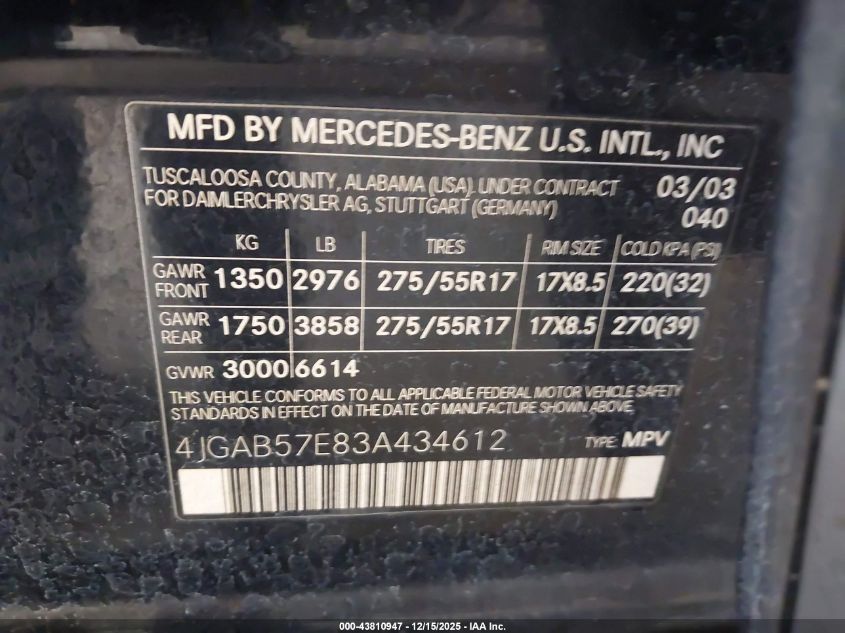 MFD BY MERCEDES-BENZ U.S. INTL., INC
TUSCALOOSA COUNTY, ALABAMA (USA). UNDER CONTRACT 03/03
FOR DAIMLERCHRYSLER AG, STUTTGART (GERMANY) 040
KG LB TIRES RIM SIZE COLD KPA (PSI)
GAWR FRONT 1350 2976 275/55R17 17X8.5 220(32)
GAWR REAR 1750 3858 275/55R17 17X8.5 270(39)
GVWR 3000 6614
THIS VEHICLE CONFORMS TO ALL APPLICABLE FEDERAL MOTOR VEHICLE SAFETY
STANDARDS IN EFFECT ON THE DATE OF MANUFACTURE SHOWN ABOVE.
4JGAB57E83A434612 TYPE: MPV
000-43810947 - 12/15/2025 - IAA Inc.